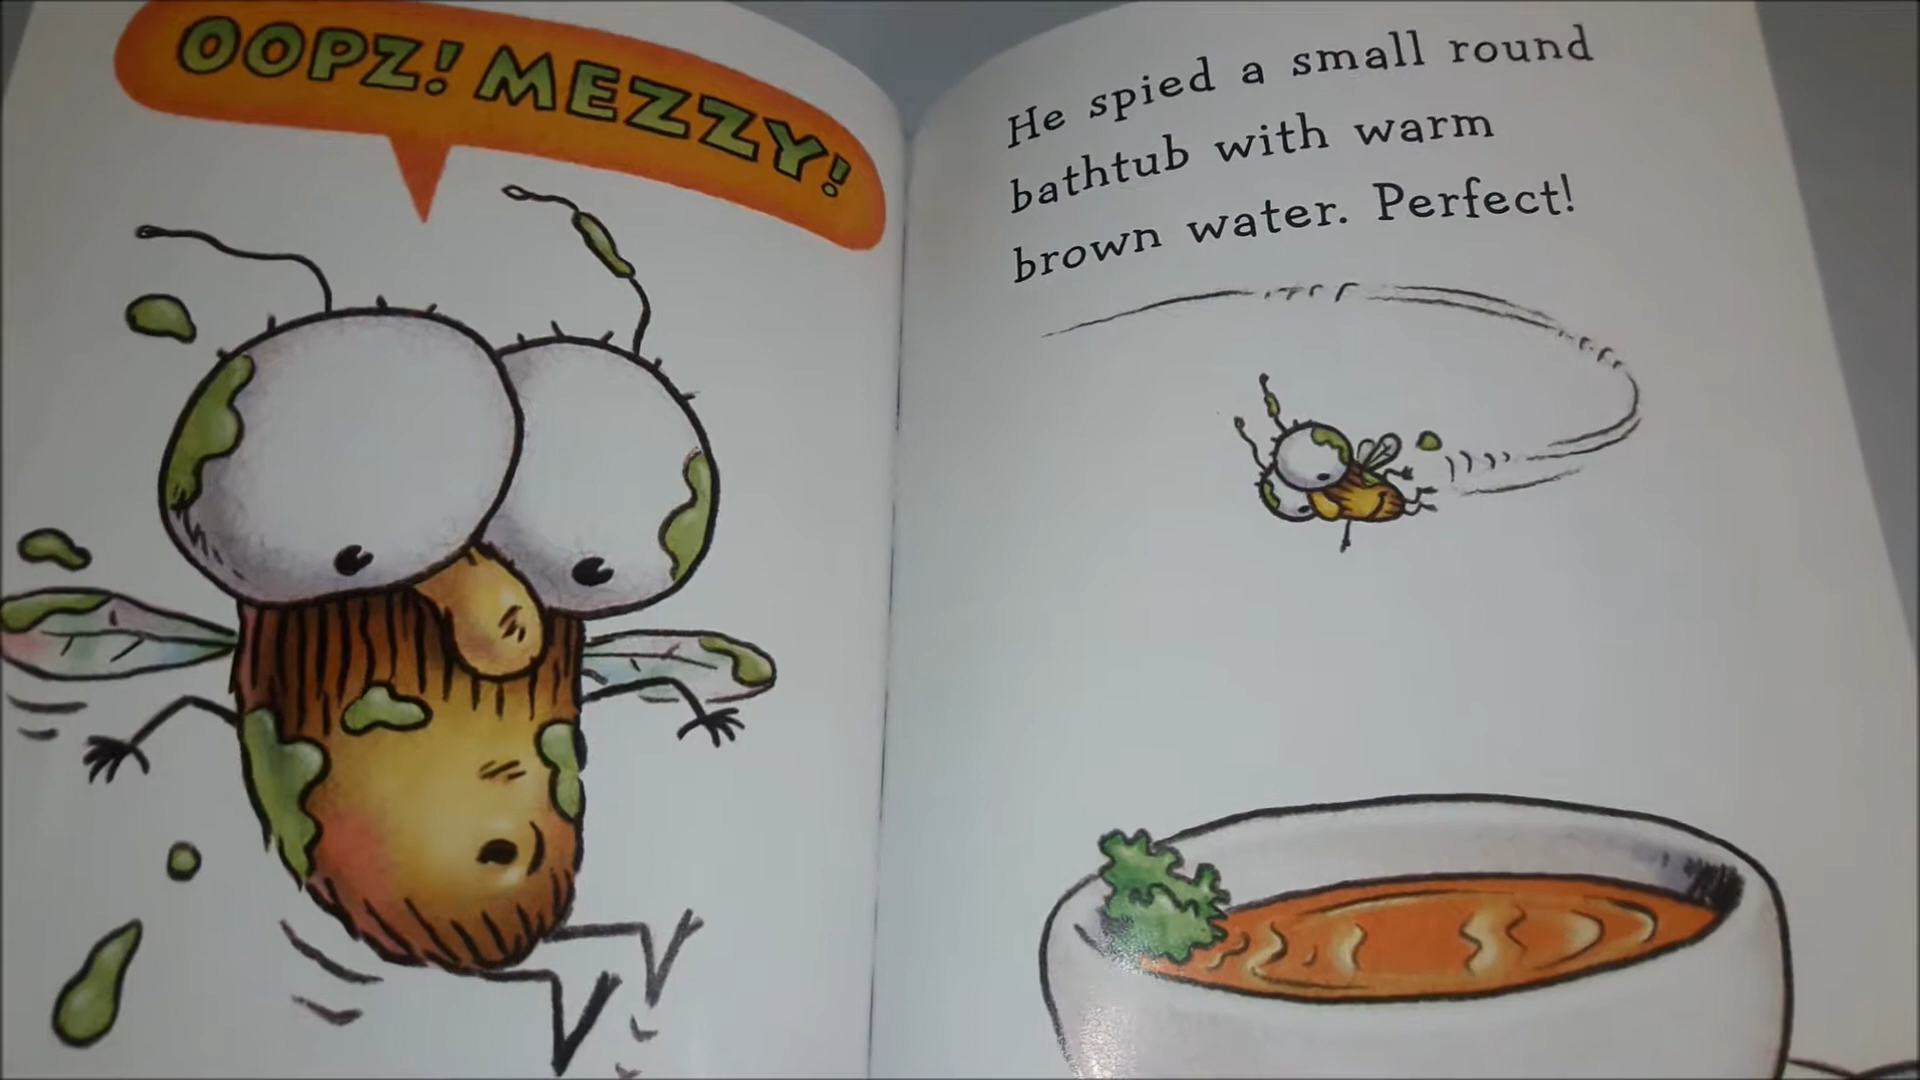 OOPZ! MEZZY!
He spied a small round
bathtub with warm
brown water. Perfect!